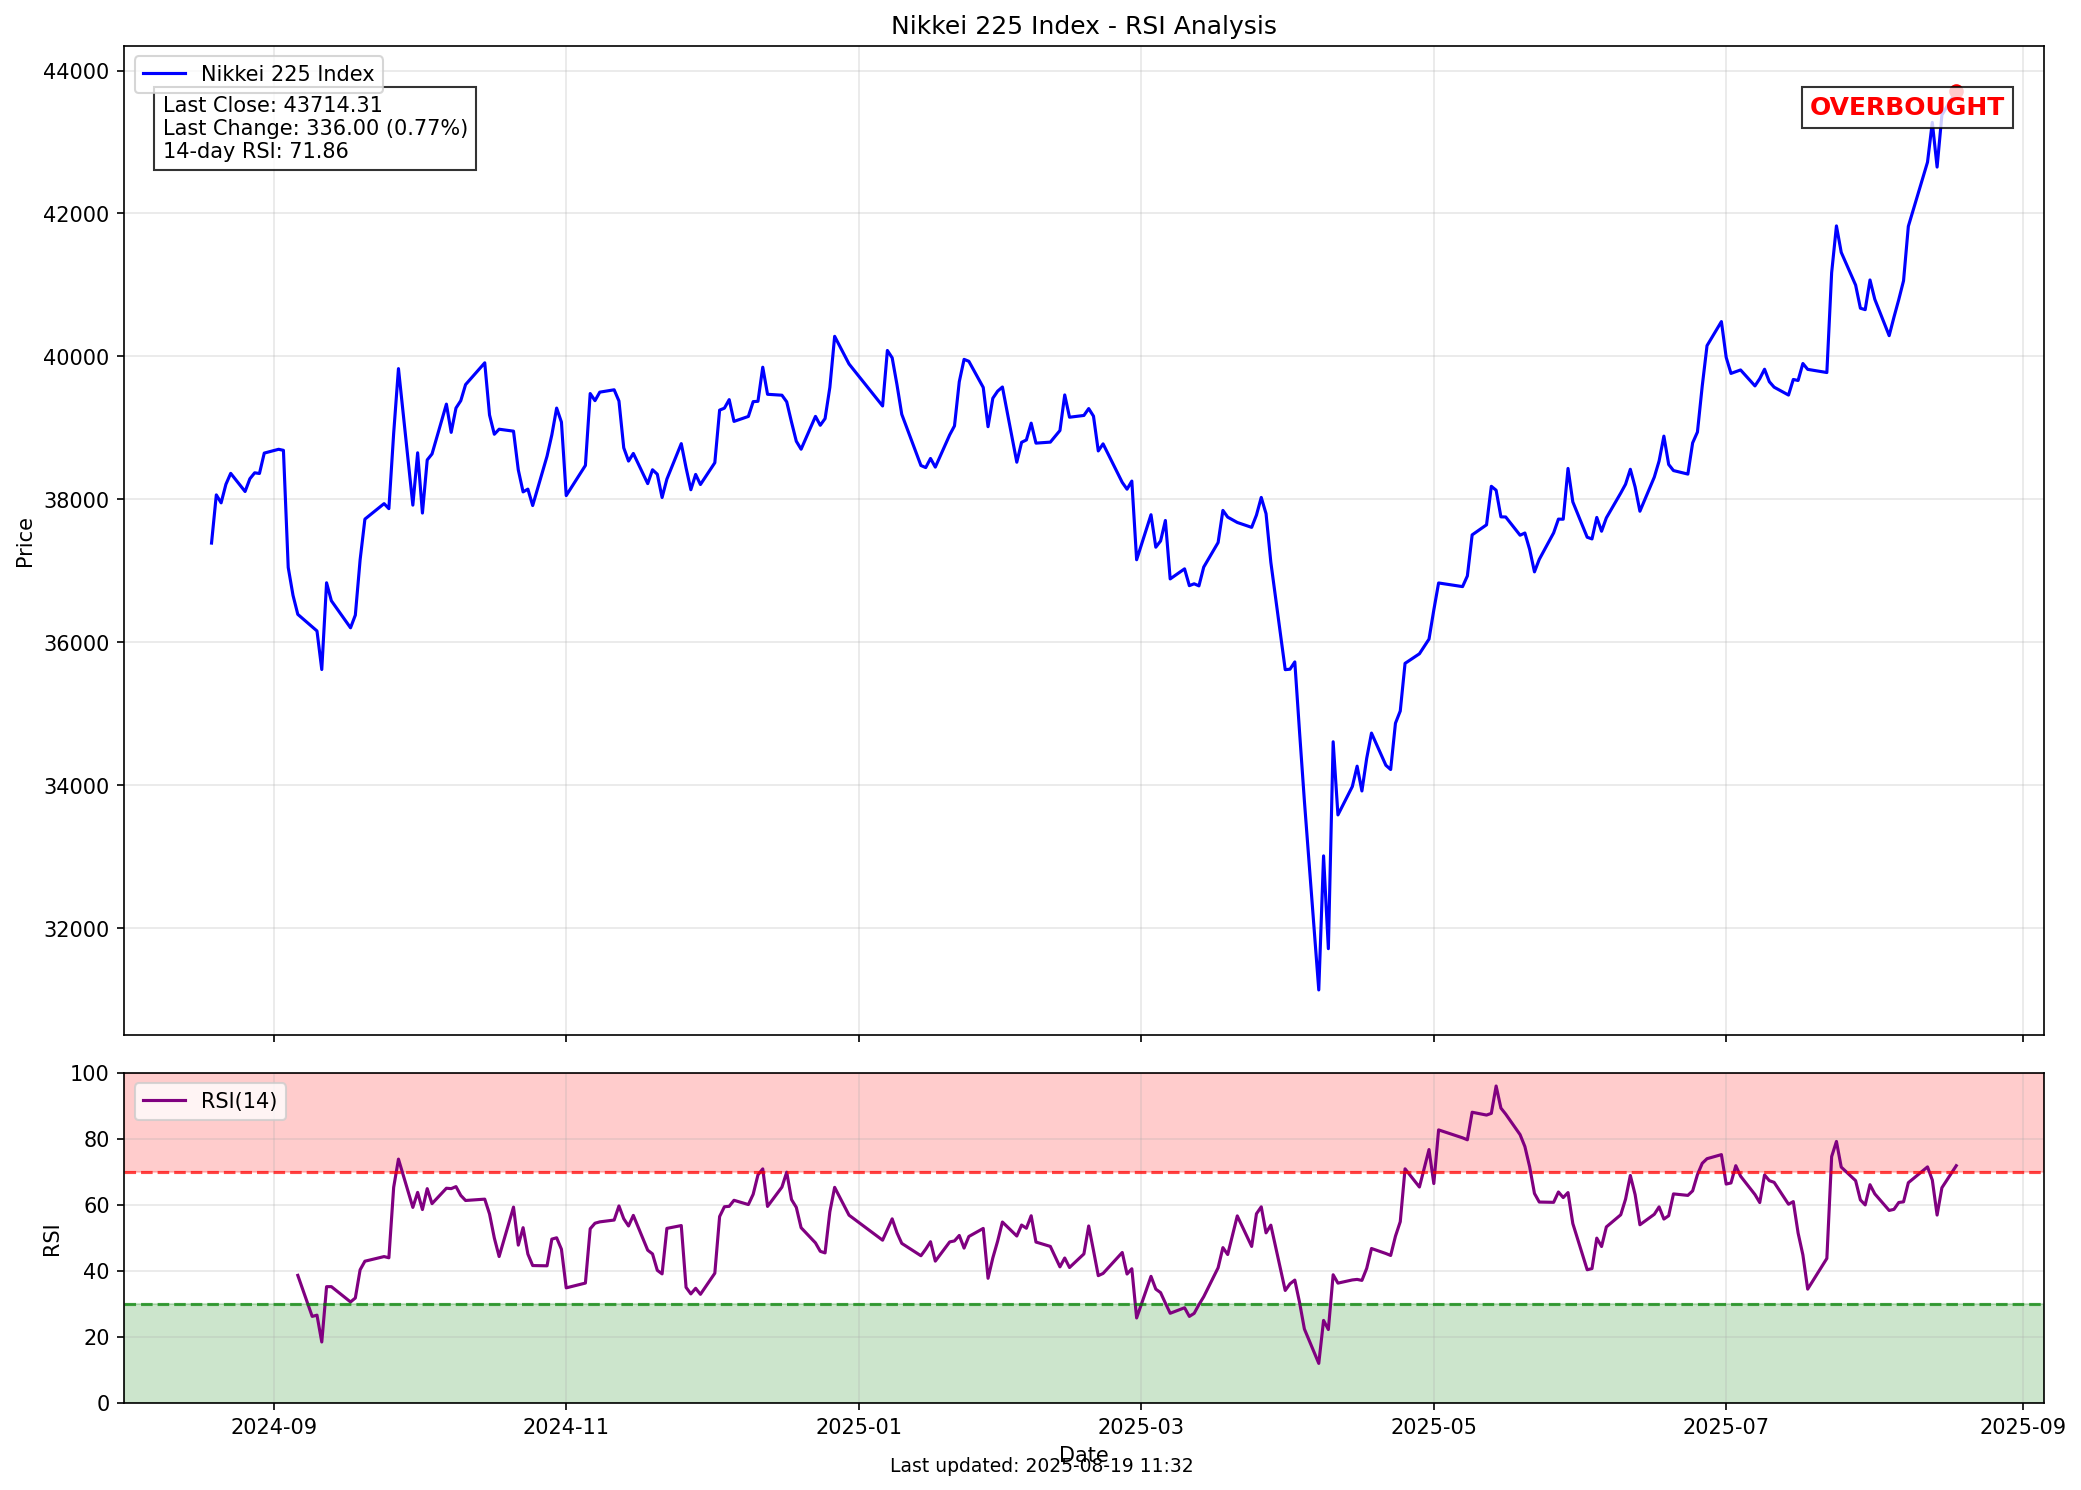 Nikkei 225 Index - RSI Analysis
Nikkei 225 Index
Last Close: 43714.31
Last Change: 336.00 (0.77%)
14-day RSI: 71.86
OVERBOUGHT
44000
42000
40000
38000
36000
34000
32000
Price
RSI(14)
100
80
60
40
20
0
RSI
2024-09
2024-11
2025-01
2025-03
2025-05
2025-07
2025-09
Date
Last updated: 2025-08-19 11:32